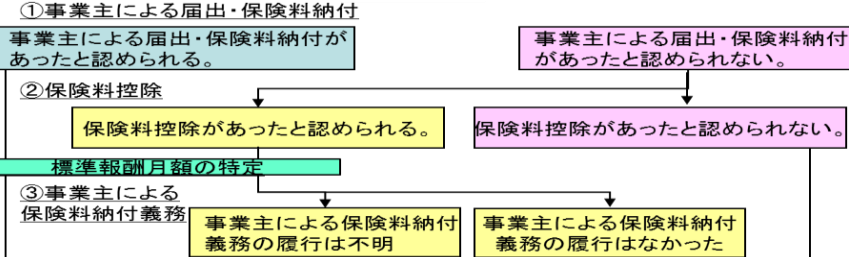 ①事業主による届出・保険料納付
事業主による届出・保険料納付が
あったと認められる。
事業主による届出・保険料納付
があったと認められない。
②保険料控除
保険料控除があったと認められる。
保険料控除があったと認められない。
標準報酬月額の特定
③事業主による
保険料納付義務
事業主による保険料納付
義務の履行は不明
事業主による保険料納付
義務の履行はなかった